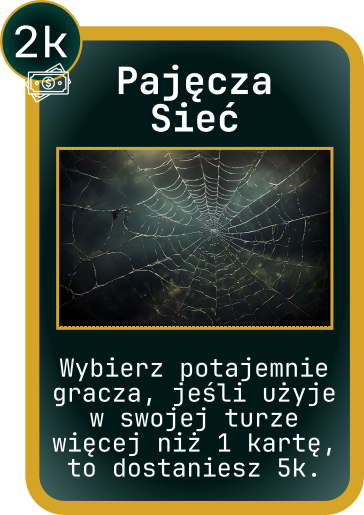 2k
Pajęcza
Sieć
Wybierz potajemnie
gracza, jeśli użyje
w swojej turze
więcej niż 1 kartę,
to dostaniesz 5k.